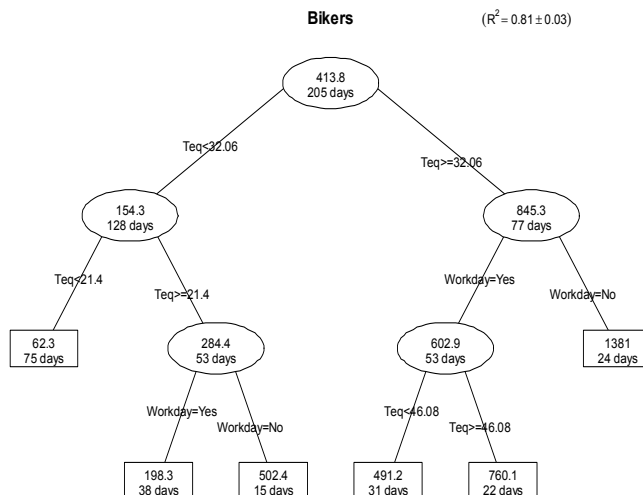 Bikers
(R² = 0.81 ± 0.03)
413.8
205 days
Teq<32.06
Teq>=32.06
154.3
128 days
845.3
77 days
Teq<21.4
Teq>=21.4
Workday=Yes
Workday=No
62.3
75 days
284.4
53 days
602.9
53 days
1381
24 days
Workday=Yes
Workday=No
Teq<46.08
Teq>=46.08
198.3
38 days
502.4
15 days
491.2
31 days
760.1
22 days